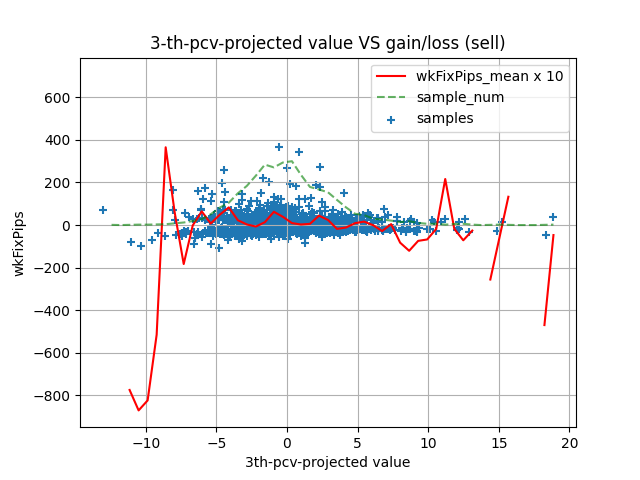 3-th-pcv-projected value VS gain/loss (sell)
wkFixPips_mean x 10
sample_num
samples
wkFixPips
600
400
200
0
−200
−400
−600
−800
−10
−5
0
5
10
15
20
3th-pcv-projected value